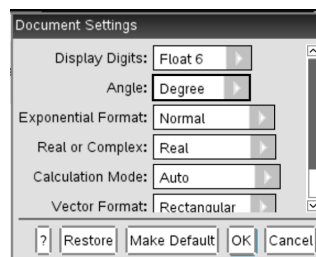 Document Settings
Display Digits: Float 6
Angle: Degree
Exponential Format: Normal
Real or Complex: Real
Calculation Mode: Auto
Vector Format: Rectangular
? Restore Make Default OK Cancel